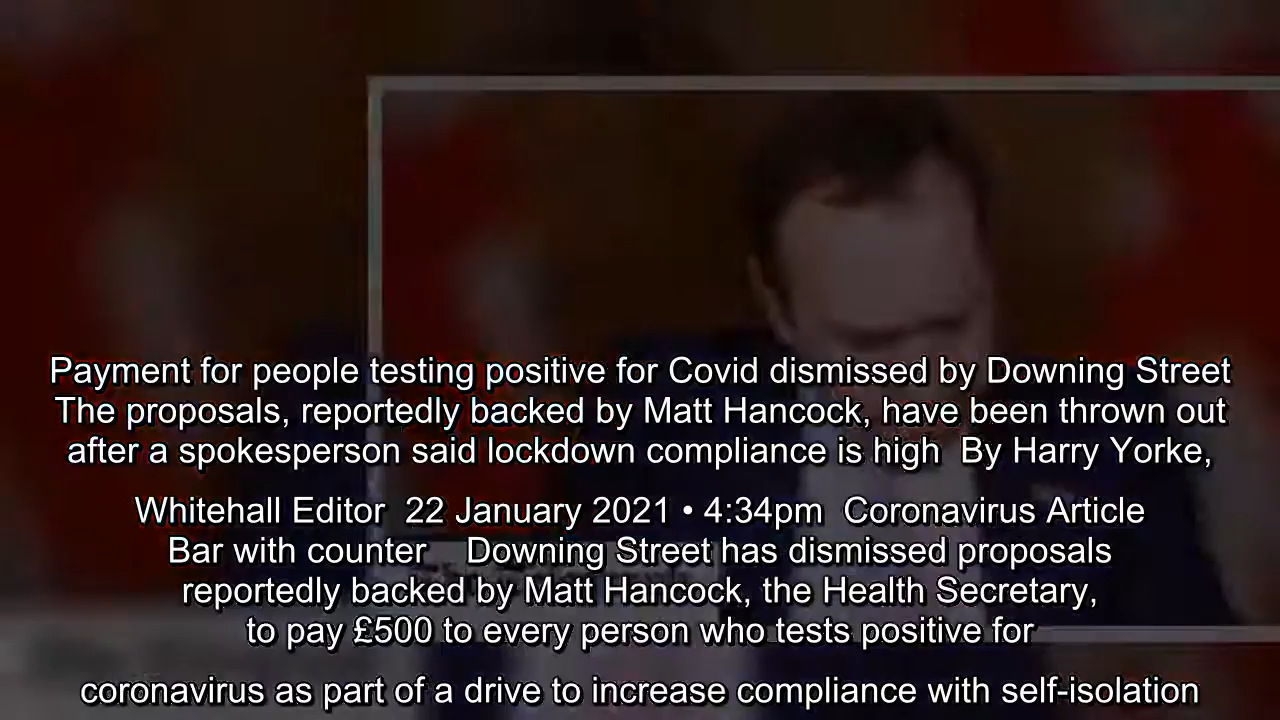 Payment for people testing positive for Covid dismissed by Downing Street
The proposals, reportedly backed by Matt Hancock, have been thrown out
after a spokesperson said lockdown compliance is high  By Harry Yorke,
Whitehall Editor  22 January 2021 • 4:34pm  Coronavirus Article
Bar with counter    Downing Street has dismissed proposals
reportedly backed by Matt Hancock, the Health Secretary,
to pay £500 to every person who tests positive for
coronavirus as part of a drive to increase compliance with self-isolation